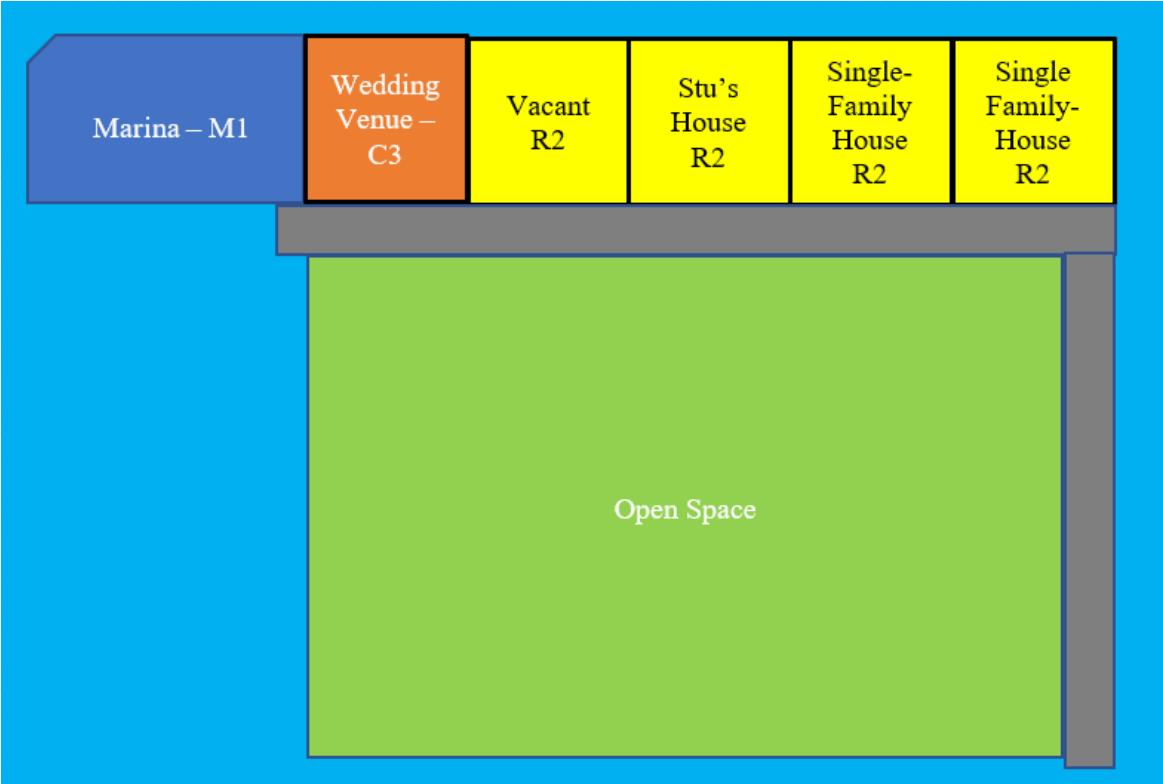 Marina – M1
Wedding
Venue –
C3
Vacant
R2
Stu’s
House
R2
Single-
Family
House
R2
Single
Family-
House
R2
Open Space